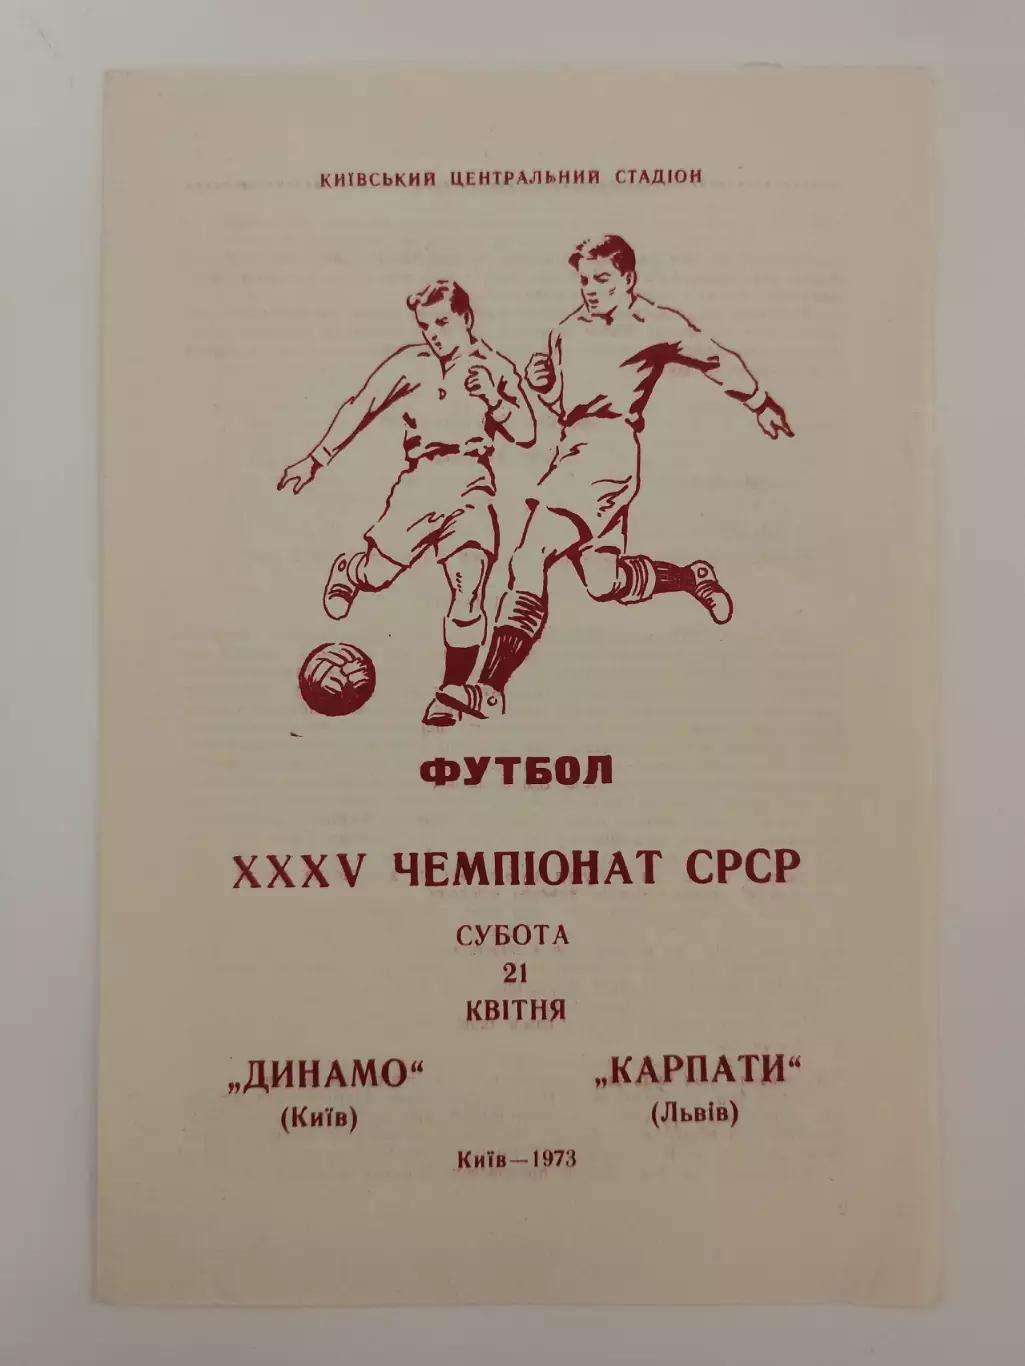 КИЇВСЬКИЙ ЦЕНТРАЛЬНИЙ СТАДІОН
D
ФУТБОЛ
XXXV ЧЕМПІОНАТ СРСР
СУБОТА
21
КВІТНЯ
„ДИНАМО“ „КАРПАТИ“
(Київ) (Львів)
Київ—1973